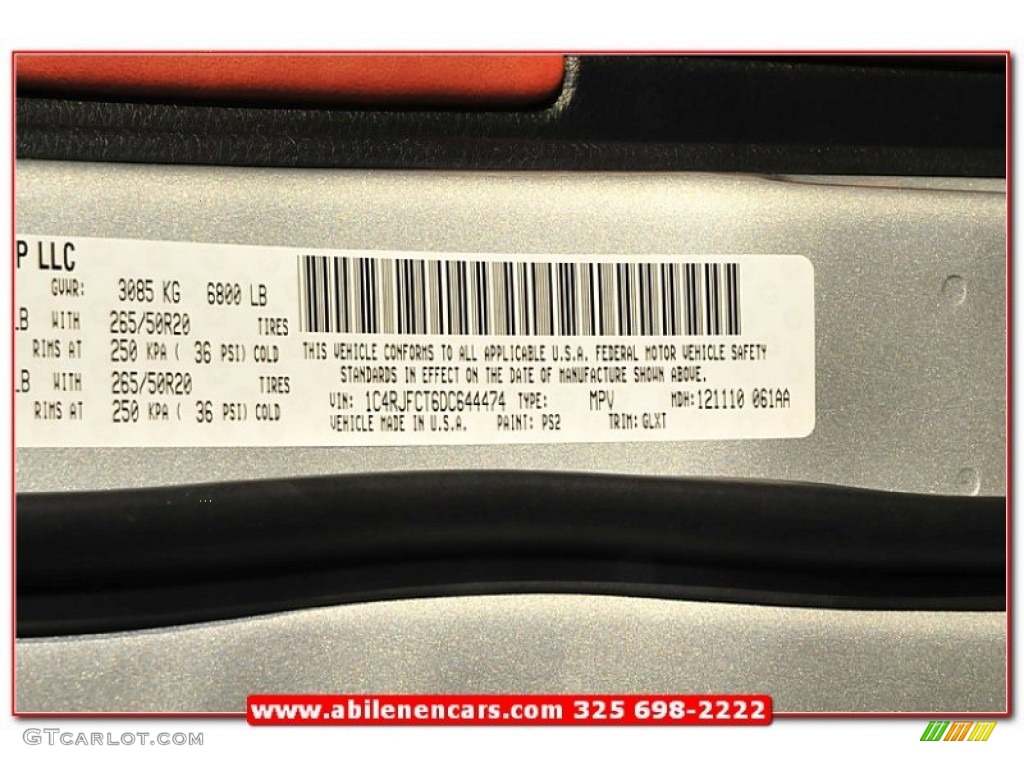 P LLC
GVWR: 3085 KG 6800 LB
LB WITH 265/50R20 TIRES
RIMS AT 250 KPA ( 36 PSI) COLD
LB WITH 265/50R20 TIRES
RIMS AT 250 KPA ( 36 PSI) COLD
THIS VEHICLE CONFORMS TO ALL APPLICABLE U.S.A. FEDERAL MOTOR VEHICLE SAFETY
STANDARDS IN EFFECT ON THE DATE OF MANUFACTURE SHOWN ABOVE.
VIN: 1C4RJFCT6DC644474 TYPE: MPV MDH:121110 061AA
VEHICLE MADE IN U.S.A. PAINT: PS2 TRIM: GLXT
www.abilenencars.com 325 698-2222
GTCARLOT.COM